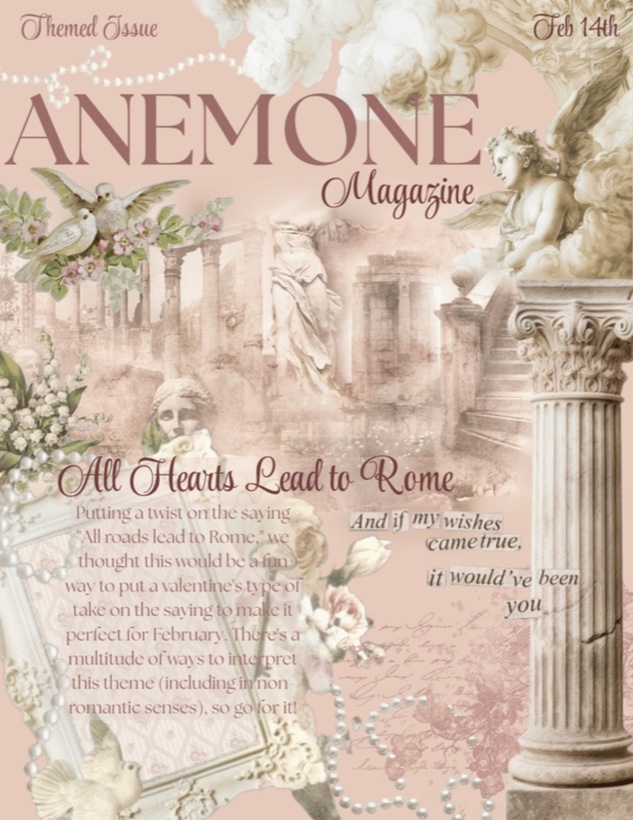 Themed Issue
Feb 14th
ANEMONE
Magazine
All Hearts Lead to Rome
Putting a twist on the saying
"All roads lead to Rome," we
thought this would be a fun
way to put a valentine's type of
take on the saying to make it
perfect for February. There's a
multitude of ways to interpret
this theme (including in non-
romantic senses), so go for it!
And if my wishes
came true,
it would've been
you